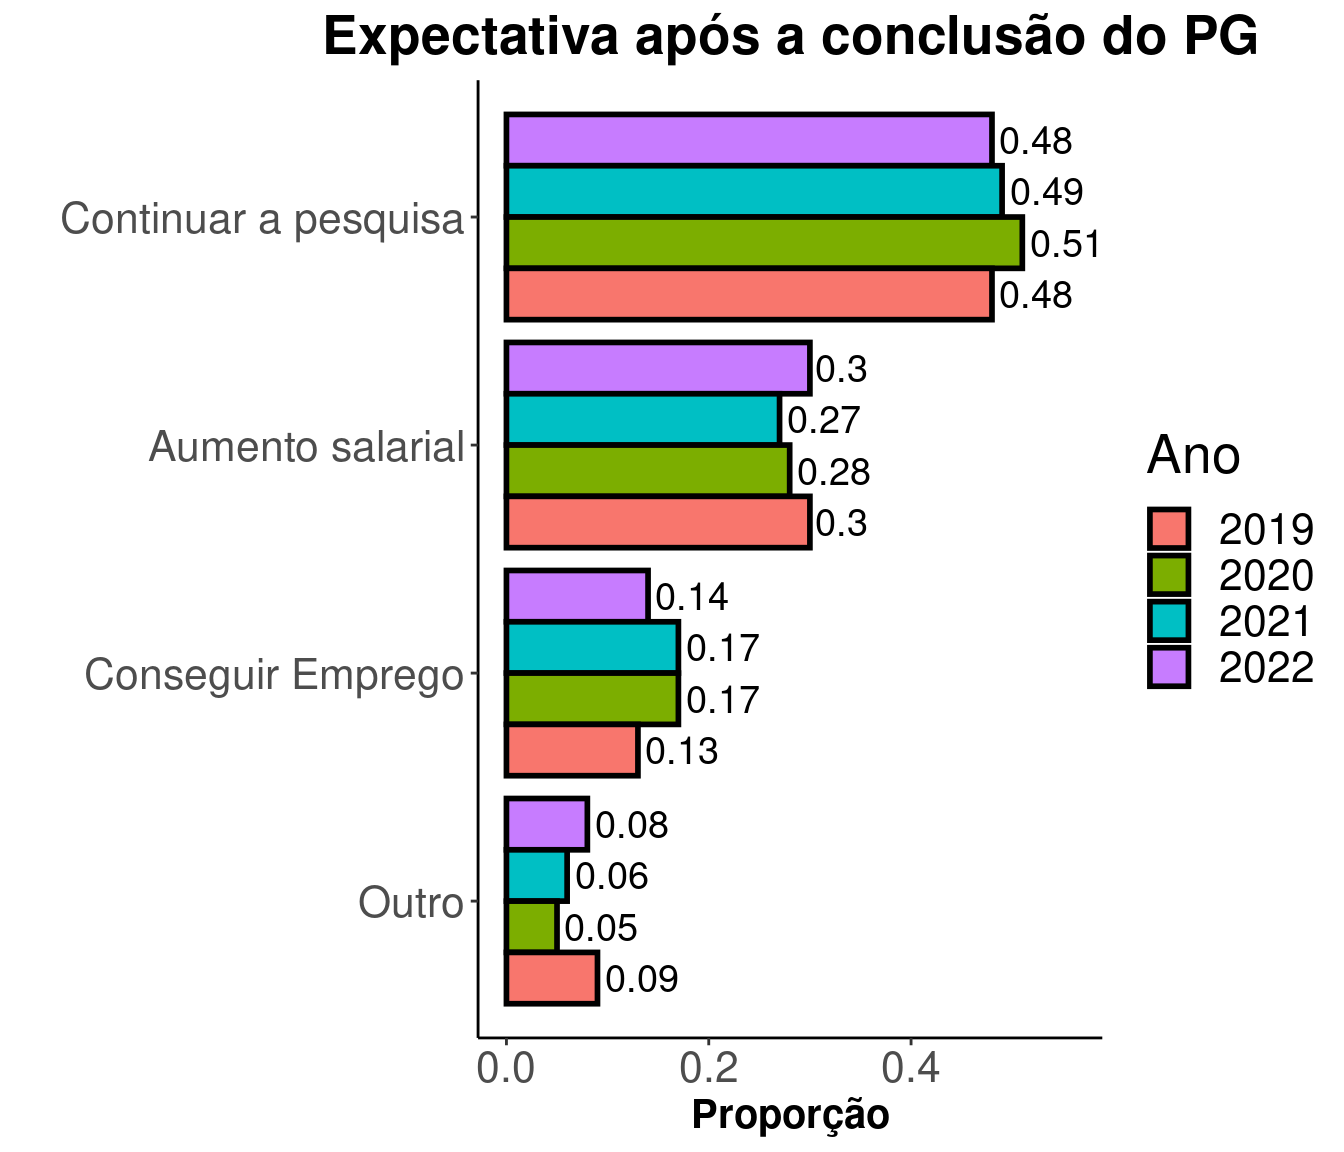 Expectativa após a conclusão do PG
Continuar a pesquisa
0.48
0.49
0.51
0.48
Aumento salarial
0.3
0.27
0.28
0.3
Conseguir Emprego
0.14
0.17
0.17
0.13
Outro
0.08
0.06
0.05
0.09
0.0 0.2 0.4
Proporção
Ano
2019
2020
2021
2022